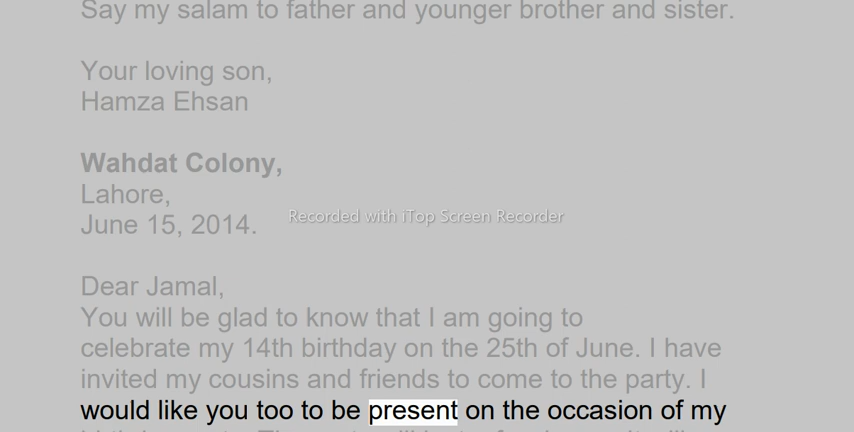 Say my salam to father and younger brother and sister.
Your loving son,
Hamza Ehsan
Wahdat Colony,
Lahore,
June 15, 2014.
Recorded with iTop Screen Recorder
Dear Jamal,
You will be glad to know that I am going to
celebrate my 14th birthday on the 25th of June. I have
invited my cousins and friends to come to the party. I
would like you too to be present on the occasion of my